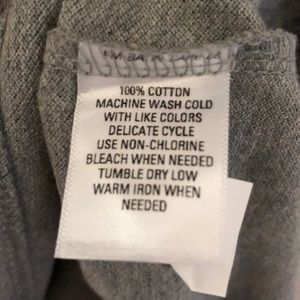 100% COTTON
MACHINE WASH COLD
WITH LIKE COLORS
DELICATE CYCLE
USE NON-CHLORINE
BLEACH WHEN NEEDED
TUMBLE DRY LOW
WARM IRON WHEN
NEEDED